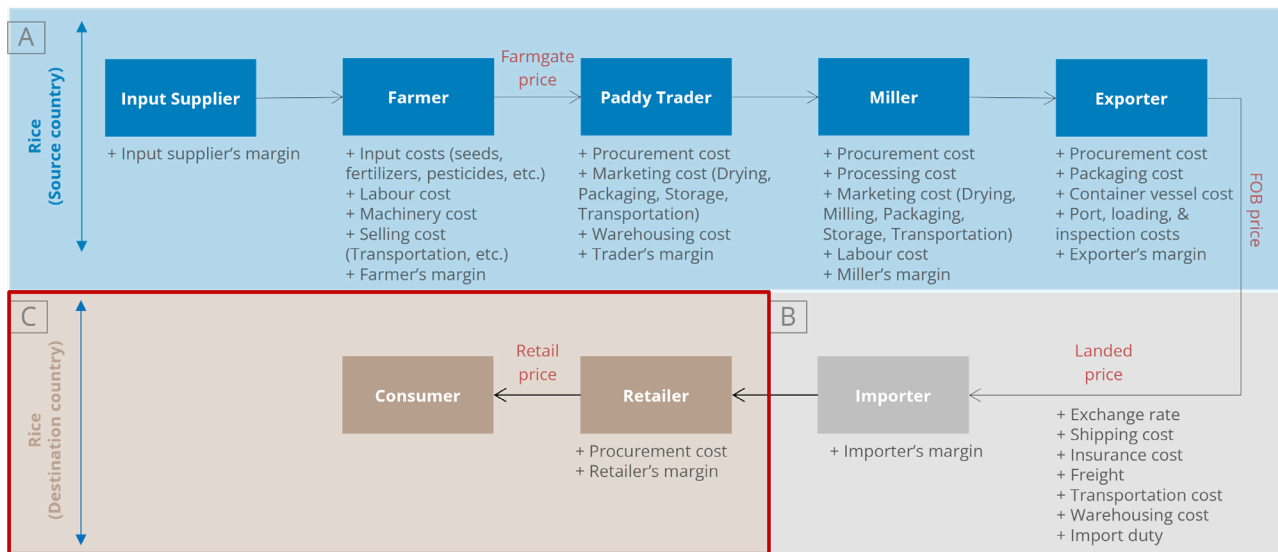 A
Rice
(Source country)
Input Supplier
+ Input supplier's margin
Farmer
+ Input costs (seeds,
fertilizers, pesticides, etc.)
+ Labour cost
+ Machinery cost
+ Selling cost
(Transportation, etc.)
+ Farmer's margin
Farmgate
price
Paddy Trader
+ Procurement cost
+ Marketing cost (Drying,
Packaging, Storage,
Transportation)
+ Warehousing cost
+ Trader's margin
Miller
+ Procurement cost
+ Processing cost
+ Marketing cost (Drying,
Milling, Packaging,
Storage, Transportation)
+ Labour cost
+ Miller's margin
Exporter
+ Procurement cost
+ Packaging cost
+ Container vessel cost
+ Port, loading, &
inspection costs
+ Exporter's margin
FOB price
B
Landed
price
+ Exchange rate
+ Shipping cost
+ Insurance cost
+ Freight
+ Transportation cost
+ Warehousing cost
+ Import duty
Importer
+ Importer's margin
C
Rice
(Destination country)
Retailer
+ Procurement cost
+ Retailer's margin
Retail
price
Consumer